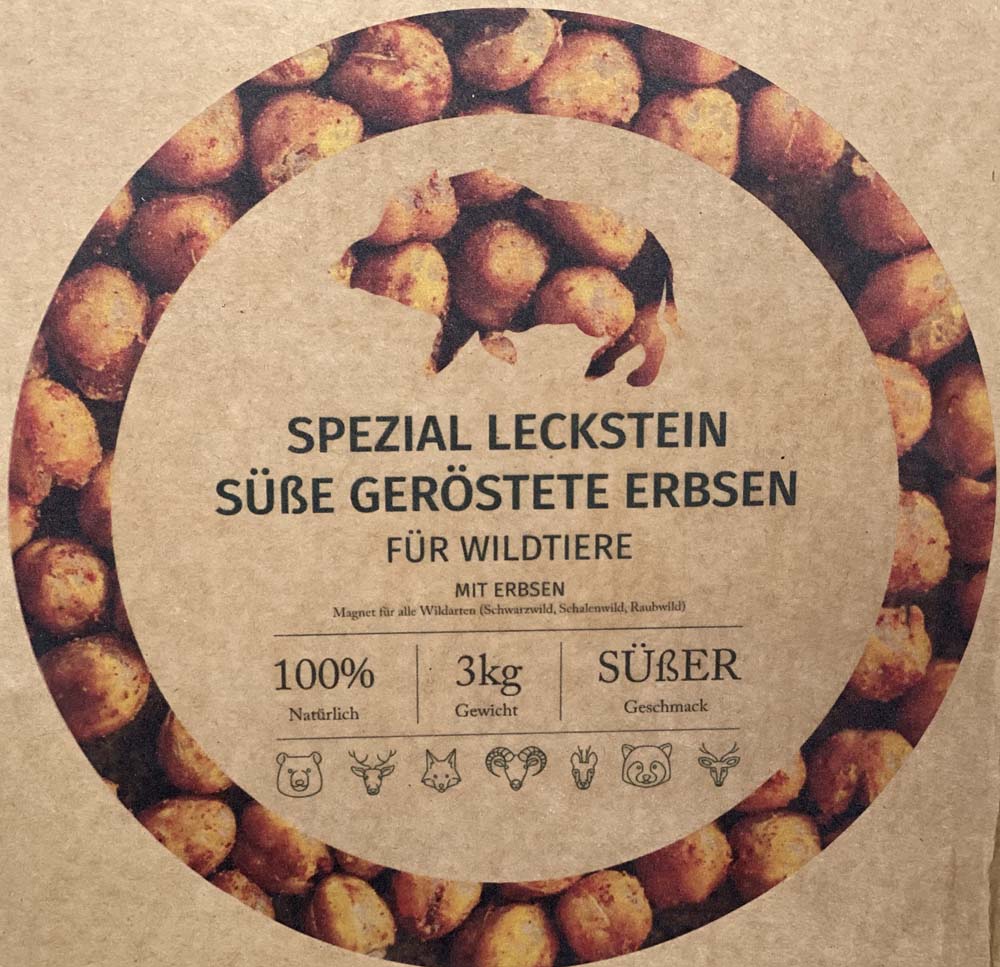 SPEZIAL LECKSTEIN
SÜßE GERÖSTETE ERBSEN
FÜR WILDTIERE
MIT ERBSEN
Magnet für alle Wildarten (Schwarzwild, Schalenwild, Raubwild)
100% 3kg SÜßER
Natürlich Gewicht Geschmack